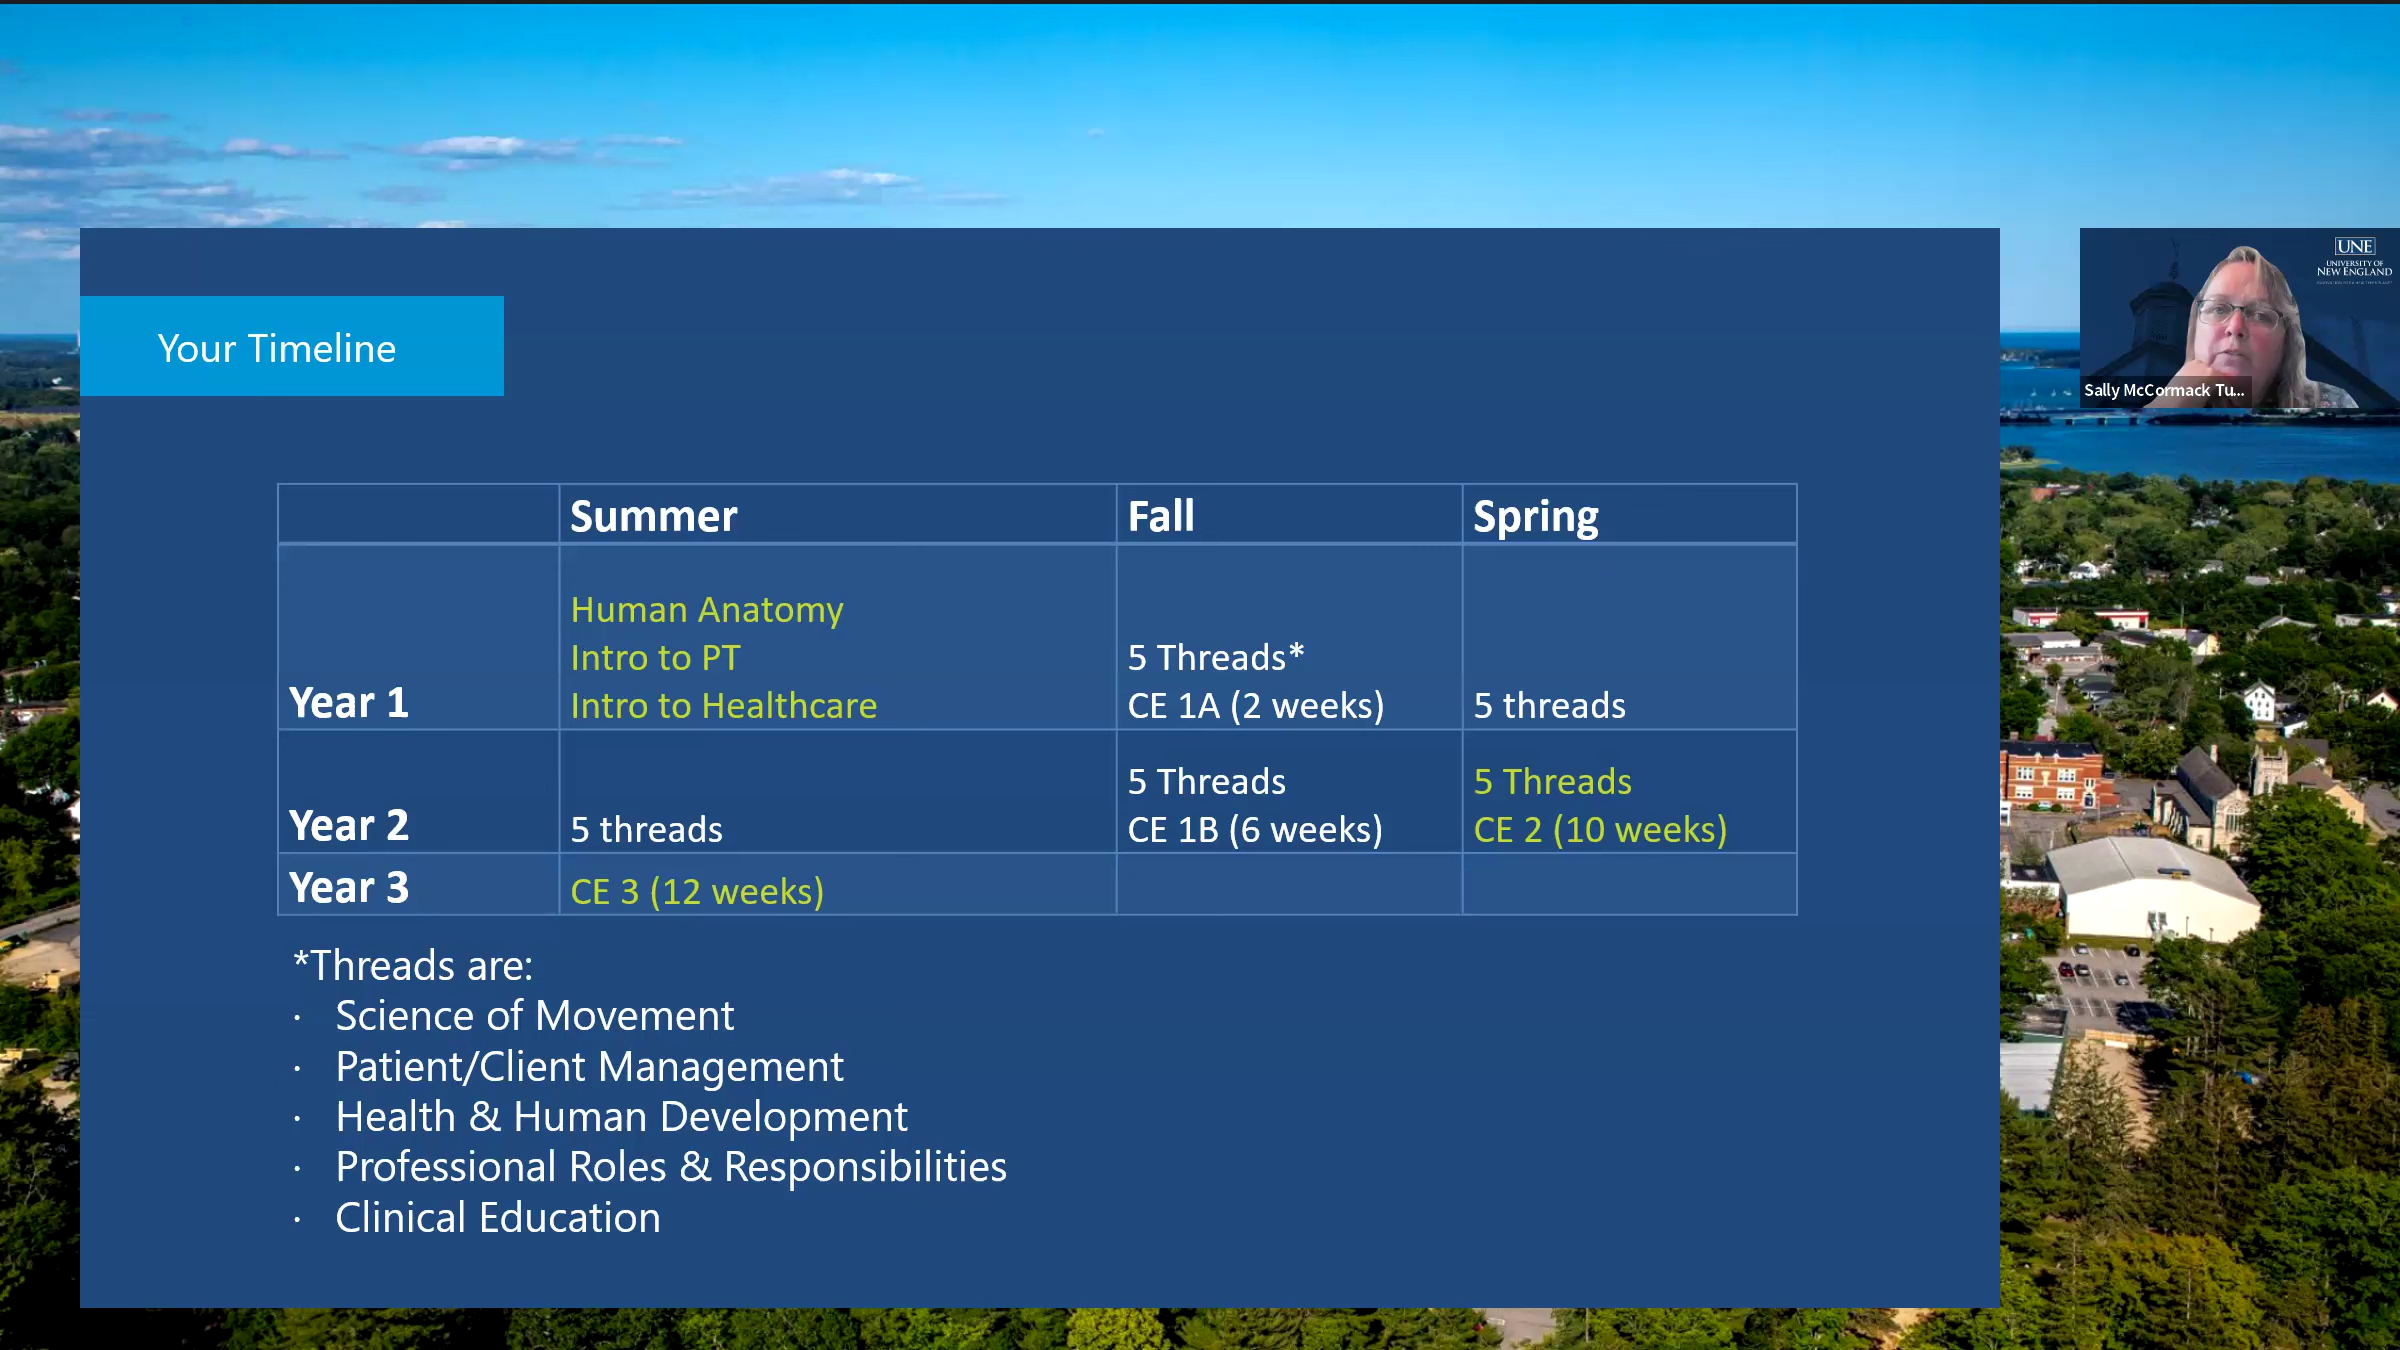 UNE
UNIVERSITY OF
NEW ENGLAND
Your Timeline
Sally McCormack Tu...
Summer Fall Spring
Human Anatomy
Intro to PT 5 Threads*
Year 1 Intro to Healthcare CE 1A (2 weeks) 5 threads
5 Threads 5 Threads
Year 2 5 threads CE 1B (6 weeks) CE 2 (10 weeks)
Year 3 CE 3 (12 weeks)
*Threads are:
· Science of Movement
· Patient/Client Management
· Health & Human Development
· Professional Roles & Responsibilities
· Clinical Education